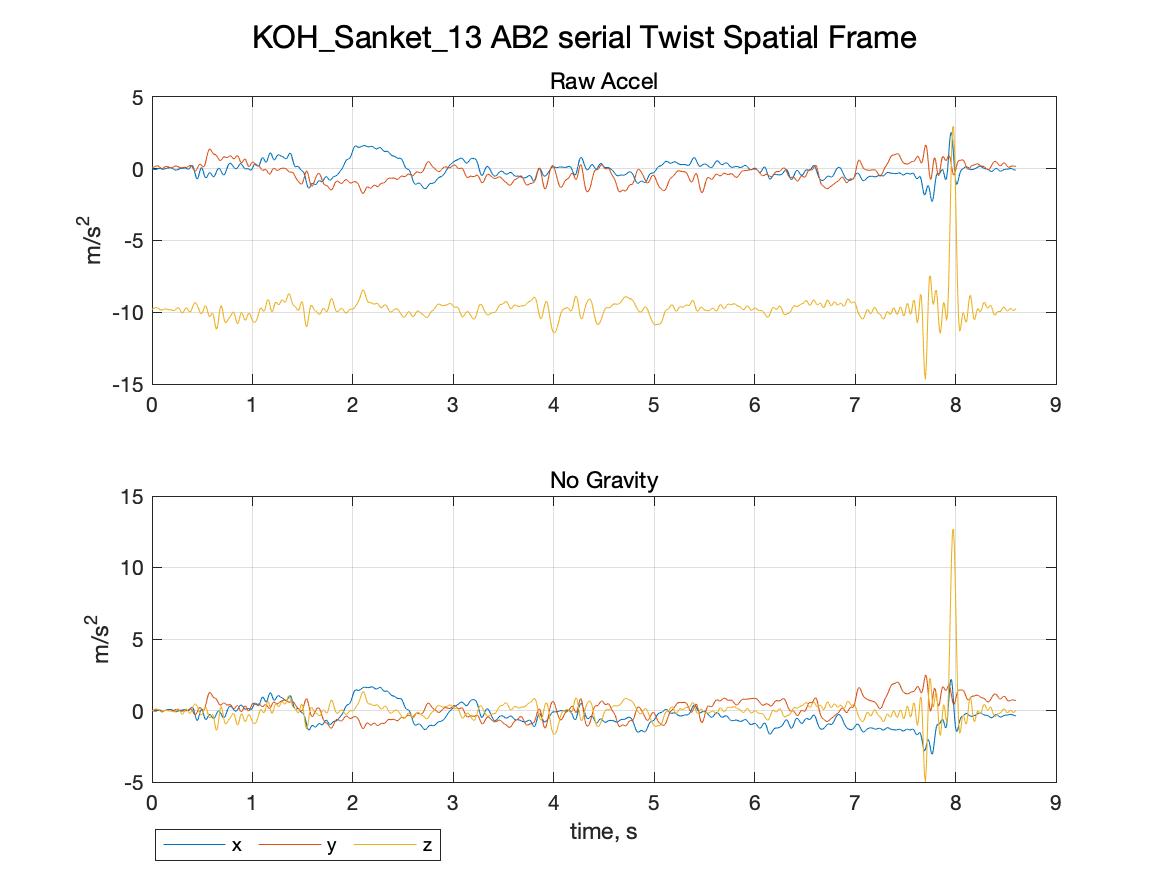 KOH_Sanket_13 AB2 serial Twist Spatial Frame
Raw Accel
5
0
-5
-10
-15
m/s²
0 1 2 3 4 5 6 7 8 9
No Gravity
15
10
5
0
-5
m/s²
0 1 2 3 4 5 6 7 8 9
time, s
x y z